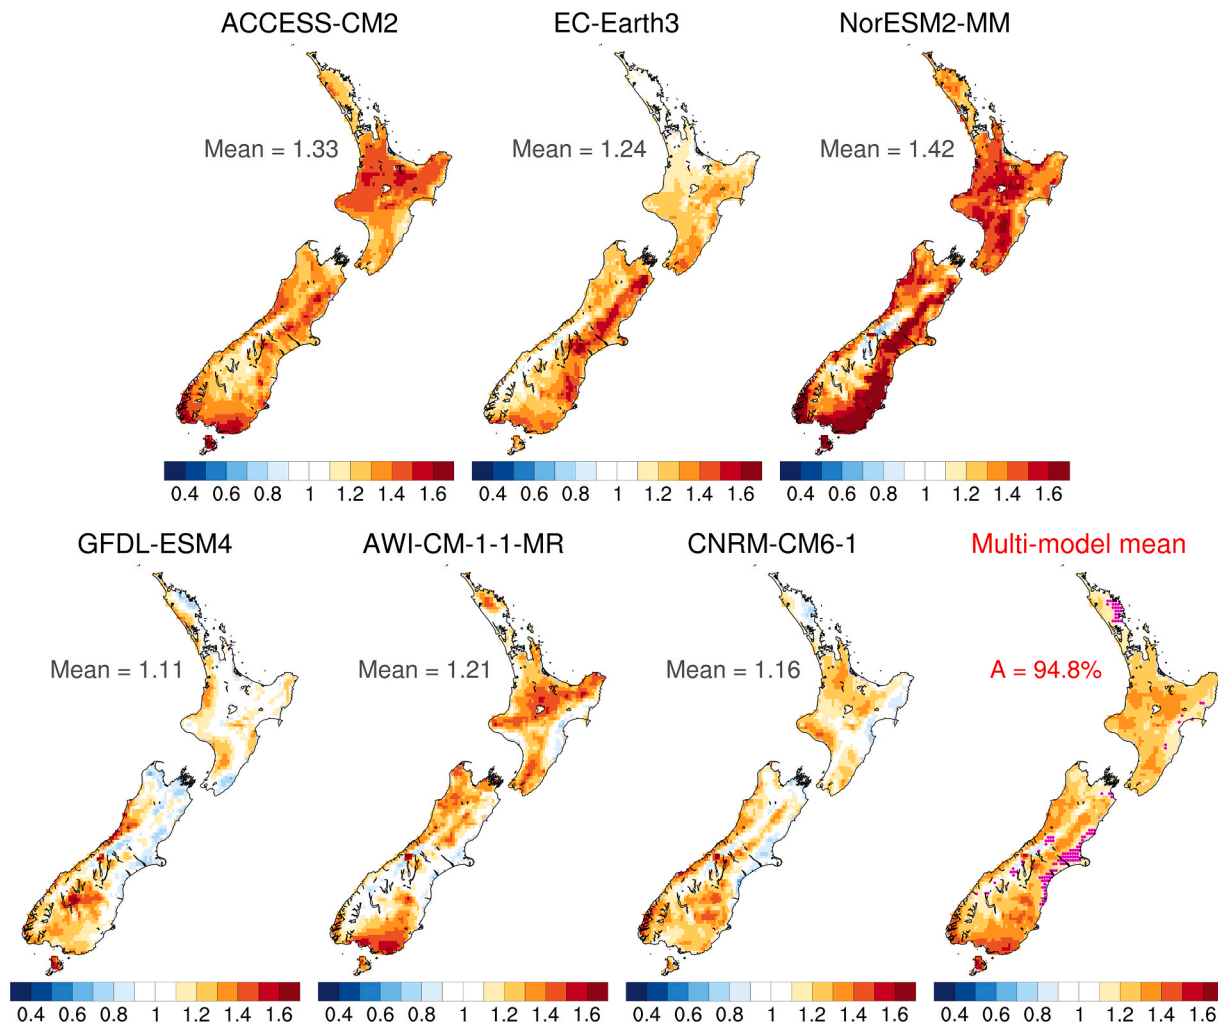 ACCESS-CM2 EC-Earth3 NorESM2-MM
Mean = 1.33 Mean = 1.24 Mean = 1.42
0.4 0.6 0.8 1 1.2 1.4 1.6 0.4 0.6 0.8 1 1.2 1.4 1.6 0.4 0.6 0.8 1 1.2 1.4 1.6
GFDL-ESM4 AWI-CM-1-1-MR CNRM-CM6-1 Multi-model mean
Mean = 1.11 Mean = 1.21 Mean = 1.16 A = 94.8%
0.4 0.6 0.8 1 1.2 1.4 1.6 0.4 0.6 0.8 1 1.2 1.4 1.6 0.4 0.6 0.8 1 1.2 1.4 1.6 0.4 0.6 0.8 1 1.2 1.4 1.6